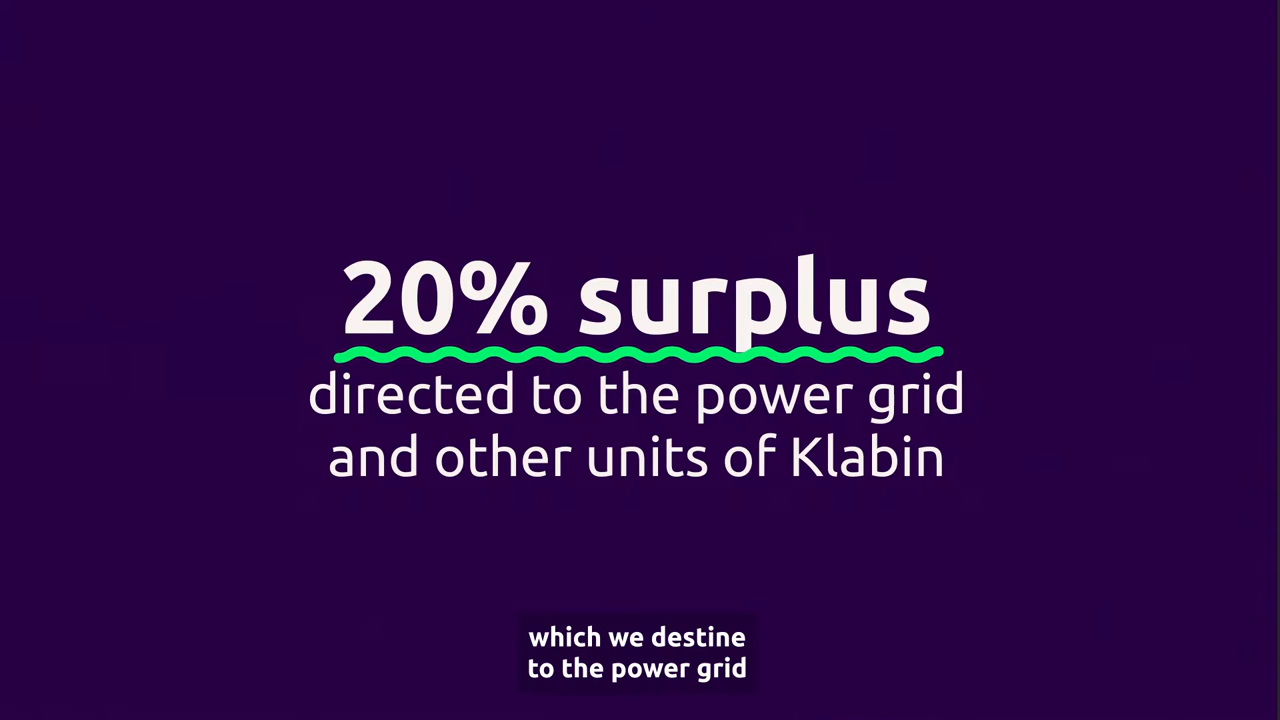 20% surplus
directed to the power grid
and other units of Klabin
which we destine
to the power grid